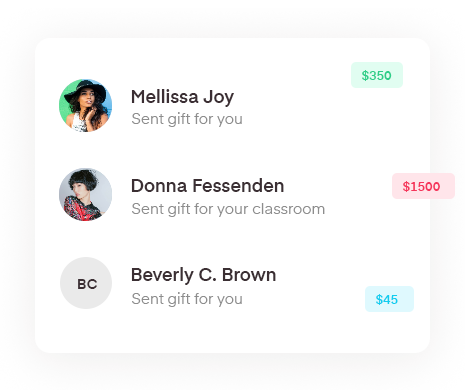 $350
Mellissa Joy
Sent gift for you
Donna Fessenden
$1500
Sent gift for your classroom
BC
Beverly C. Brown
Sent gift for you
$45